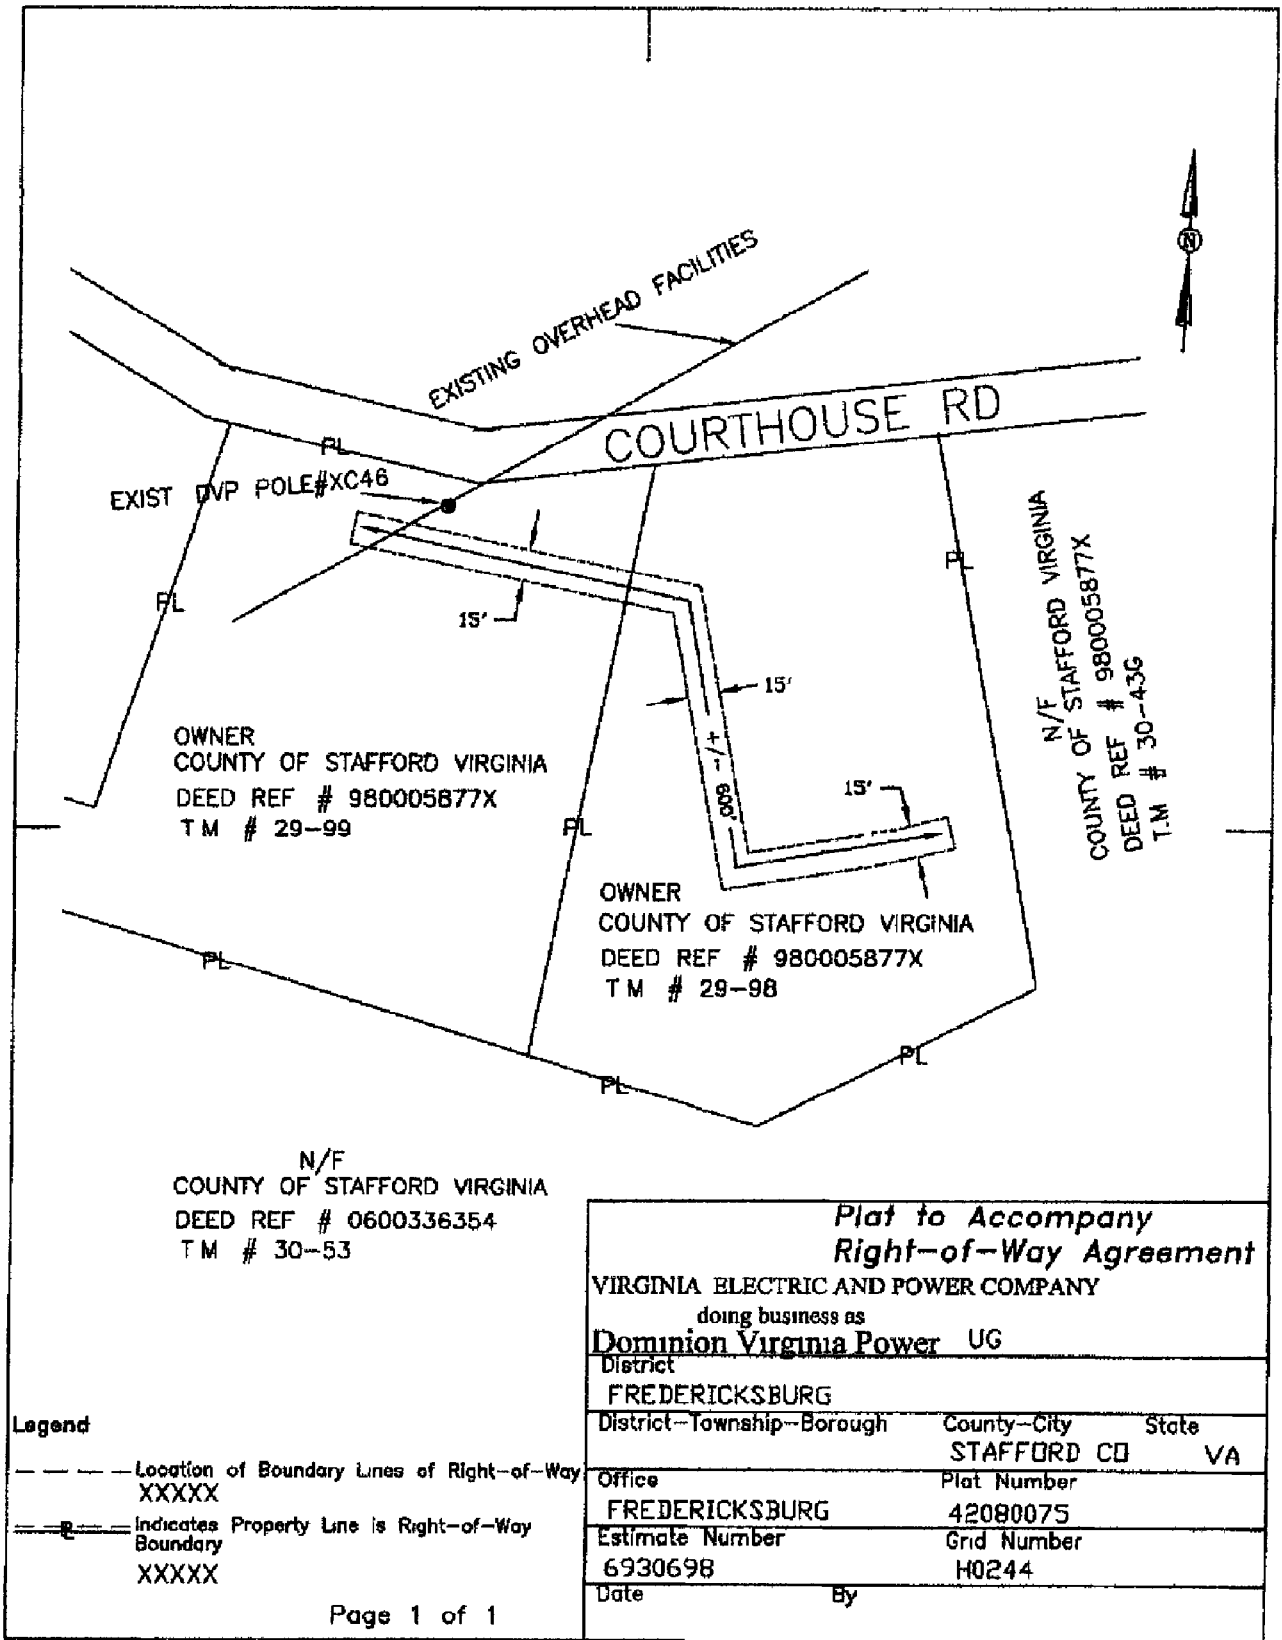 EXISTING OVERHEAD FACILITIES
COURTHOUSE RD
N
PL
EXIST DVP POLE#XC46
PL
PL
15'
15'
600' +/-
15'
N/F
COUNTY OF STAFFORD VIRGINIA
DEED REF # 980005877X
T.M # 30-43G
OWNER
COUNTY OF STAFFORD VIRGINIA
DEED REF # 980005877X
T M # 29-99
PL
OWNER
COUNTY OF STAFFORD VIRGINIA
DEED REF # 980005877X
T M # 29-98
PL
PL
PL
N/F
COUNTY OF STAFFORD VIRGINIA
DEED REF # 0600336354
T M # 30-53
Plat to Accompany
Right-of-Way Agreement
VIRGINIA ELECTRIC AND POWER COMPANY
doing business as
Dominion Virginia Power UG
District
FREDERICKSBURG
District-Township-Borough County-City State
STAFFORD CO VA
Office Plat Number
FREDERICKSBURG 42080075
Estimate Number Grid Number
6930698 H0244
Date By
Legend
Location of Boundary Lines of Right-of-Way
XXXXX
PL Indicates Property Line is Right-of-Way
Boundary
XXXXX
Page 1 of 1